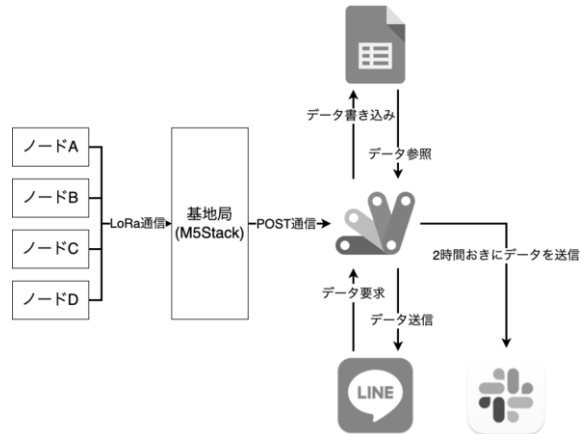 データ書き込み
データ参照
ノードA
ノードB
ノードC
ノードD
LoRa通信
基地局
(M5Stack)
POST通信
2時間おきにデータを送信
データ要求
データ送信
LINE